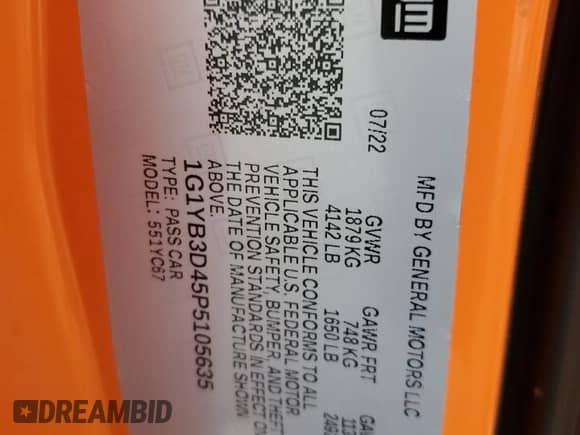 GM
MFD BY GENERAL MOTORS LLC
07/22
GVWR GAWR FRT
1879 KG 748 KG
4142 LB 1650 LB
THIS VEHICLE CONFORMS TO ALL
APPLICABLE U.S. FEDERAL MOTOR
VEHICLE SAFETY, BUMPER, AND THEFT
PREVENTION STANDARDS IN EFFECT ON
THE DATE OF MANUFACTURE SHOWN
ABOVE.
1G1YB3D45P5105635
TYPE: PASS CAR
MODEL: 551YC67
DREAMBID